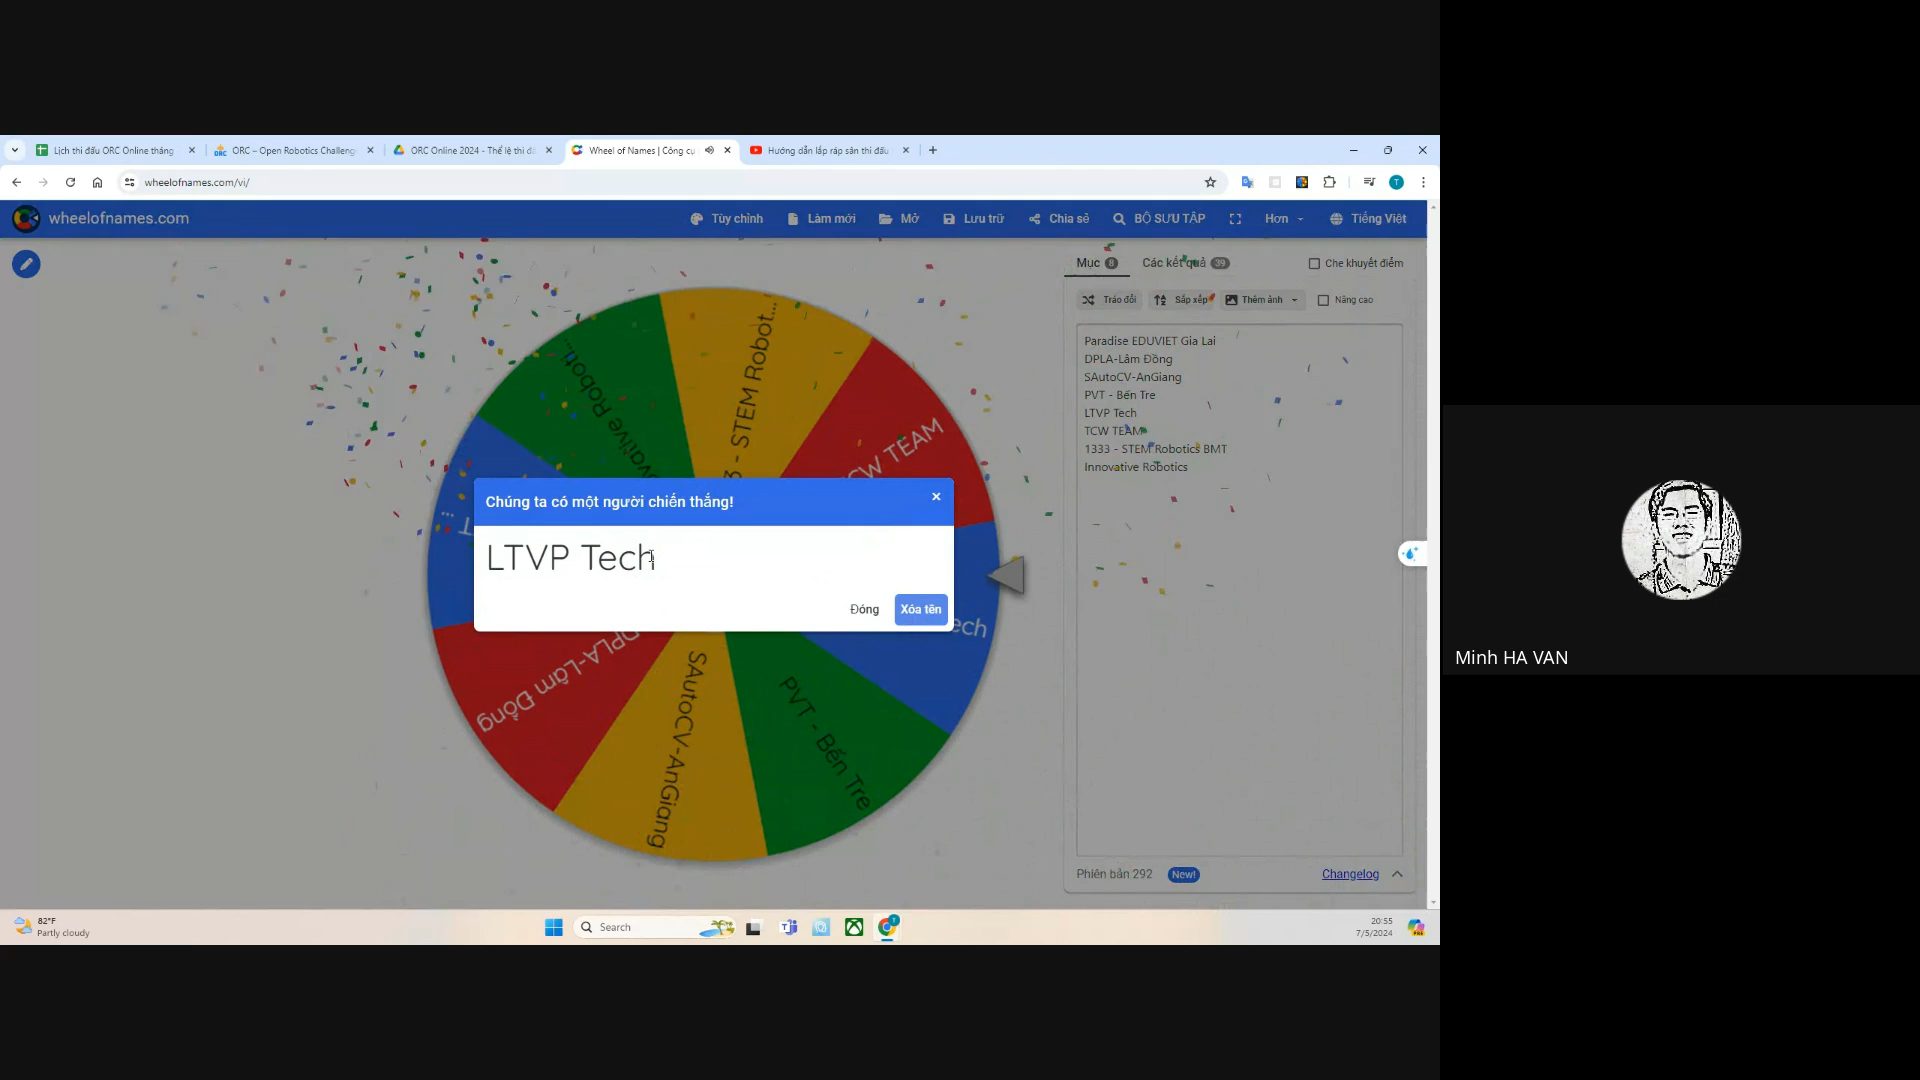 Lịch thi đấu ORC Online tháng
ORC – Open Robotics Challeng
ORC Online 2024 - Thể lệ thi đấ
Wheel of Names | Công cụ
Hướng dẫn lắp ráp sân thi đấu
wheelofnames.com/vi/
T
wheelofnames.com
Tùy chỉnh
Làm mới
Mở
Lưu trữ
Chia sẻ
BỘ SƯU TẬP
Hơn
Tiếng Việt
Mục 8
Các kết quả 39
Che khuyết điểm
Tráo đổi
Sắp xếp
Thêm ảnh
Nâng cao
Paradise EDUVIET Gia Lai
DPLA-Lâm Đồng
SAutoCV-AnGiang
PVT - Bến Tre
LTVP Tech
TCW TEAM
1333 - STEM Robotics BMT
Innovative Robotics
3 - STEM Robot...
vative Roboti...
CW TEAM
T ...
Chúng ta có một người chiến thắng!
LTVP Tech
Đóng
Xóa tên
ech
DPLA-Lâm Đồng
SAutoCV-AnGiang
PVT - Bến Tre
Phiên bản 292
New!
Changelog
Minh HA VAN
82°F
Partly cloudy
Search
20:55
7/5/2024